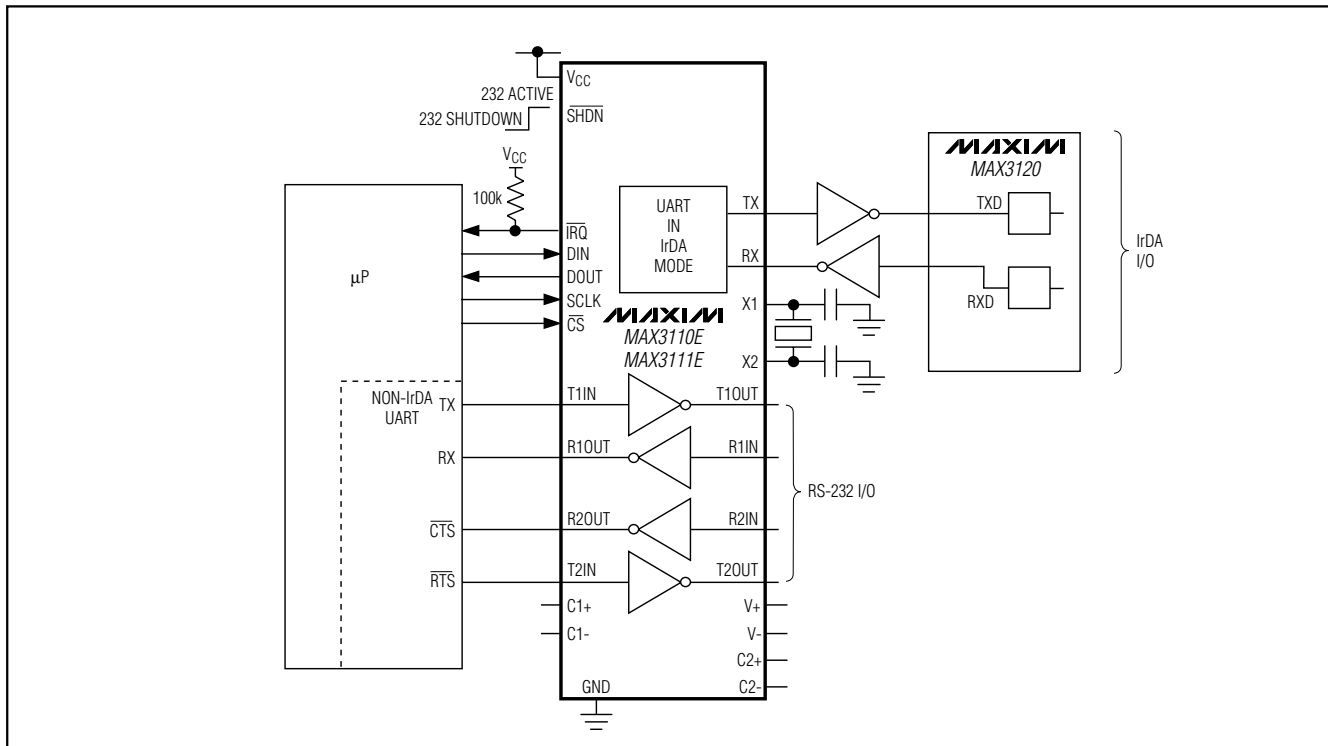 VCC
232 ACTIVE
232 SHUTDOWN
SHDN
VCC
100k
IRQ
DIN
DOUT
SCLK
CS
µP
UART
IN
IrDA
MODE
TX
RX
X1
X2
MAXIM
MAX3110E
MAX3111E
MAXIM
MAX3120
TXD
RXD
IrDA
I/O
NON-IrDA
UART
TX
RX
CTS
RTS
T1IN
T1OUT
R1OUT
R1IN
R2OUT
R2IN
T2IN
T2OUT
RS-232 I/O
C1+
C1-
V+
V-
C2+
C2-
GND